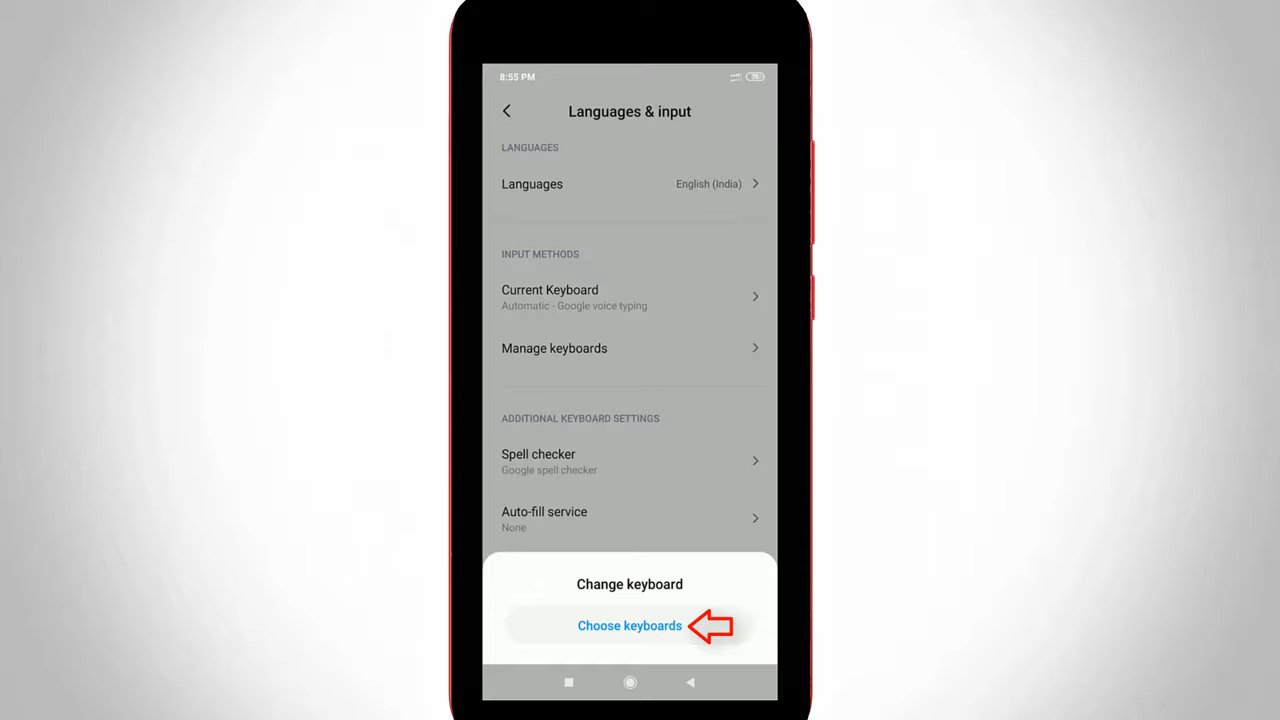 8:55 PM
Languages & input
LANGUAGES
Languages English (India)
INPUT METHODS
Current Keyboard
Automatic - Google voice typing
Manage keyboards
ADDITIONAL KEYBOARD SETTINGS
Spell checker
Google spell checker
Auto-fill service
None
Change keyboard
Choose keyboards